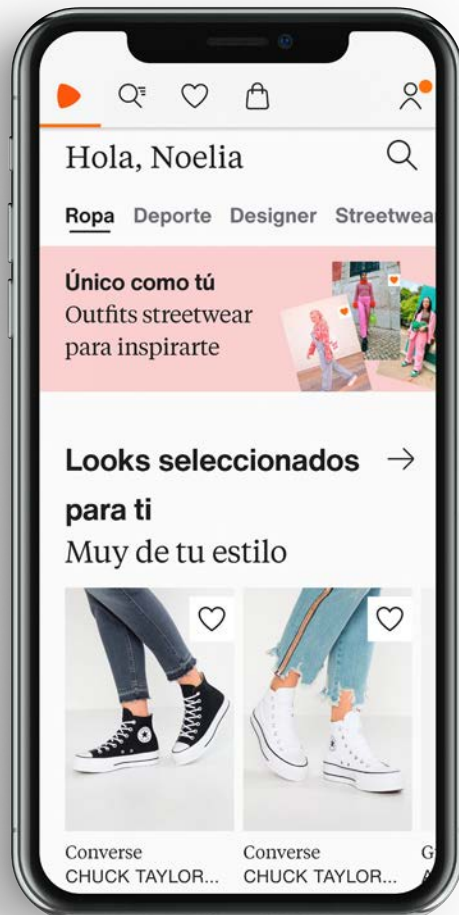 Hola, Noelia
Ropa Deporte Designer Streetwear
Único como tú
Outfits streetwear
para inspirarte
Looks seleccionados
para ti
Muy de tu estilo
Converse Converse G
CHUCK TAYLOR... CHUCK TAYLOR... A